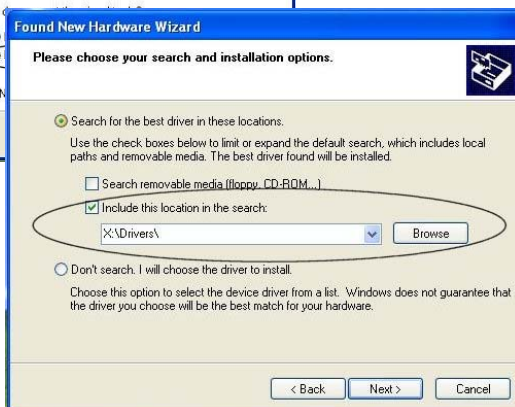 Found New Hardware Wizard
Please choose your search and installation options.
Search for the best driver in these locations.
Use the check boxes below to limit or expand the default search, which includes local
paths and removable media. The best driver found will be installed.
Search removable media (floppy, CD-ROM...)
Include this location in the search:
X:\Drivers\
Browse
Don't search. I will choose the driver to install.
Choose this option to select the device driver from a list. Windows does not guarantee that
the driver you choose will be the best match for your hardware.
< Back
Next >
Cancel